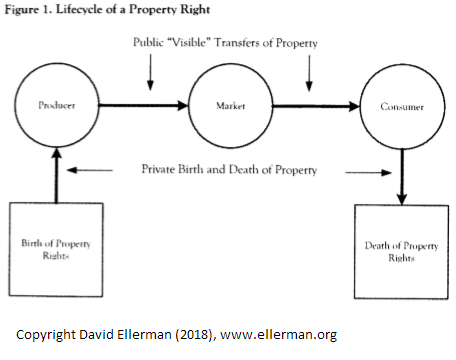 Figure 1. Lifecycle of a Property Right
Public “Visible” Transfers of Property
Producer
Market
Consumer
Private Birth and Death of Property
Birth of Property
Rights
Death of Property
Rights
Copyright David Ellerman (2018), www.ellerman.org